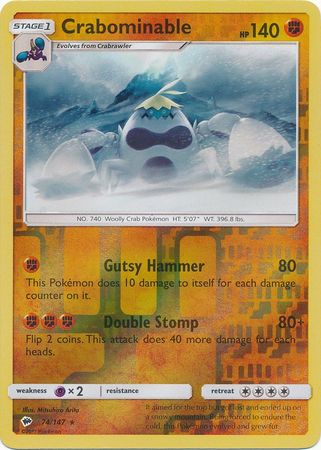 STAGE 1
Crabominable
HP 140
Evolves from Crabrawler
NO. 740 Woolly Crab Pokémon HT: 5'07" WT: 396.8 lbs.
Gutsy Hammer 80
This Pokémon does 10 damage to itself for each damage
counter on it.
Double Stomp 80+
Flip 2 coins. This attack does 40 more damage for each
heads.
weakness × 2 resistance retreat
Illus. Mitsuhiro Arita
74/147 ★
©2017 Pokémon
It aimed for the top but got lost and ended up
on a snowy mountain. Being forced to endure the
cold, this Pokémon evolved and grew fur.